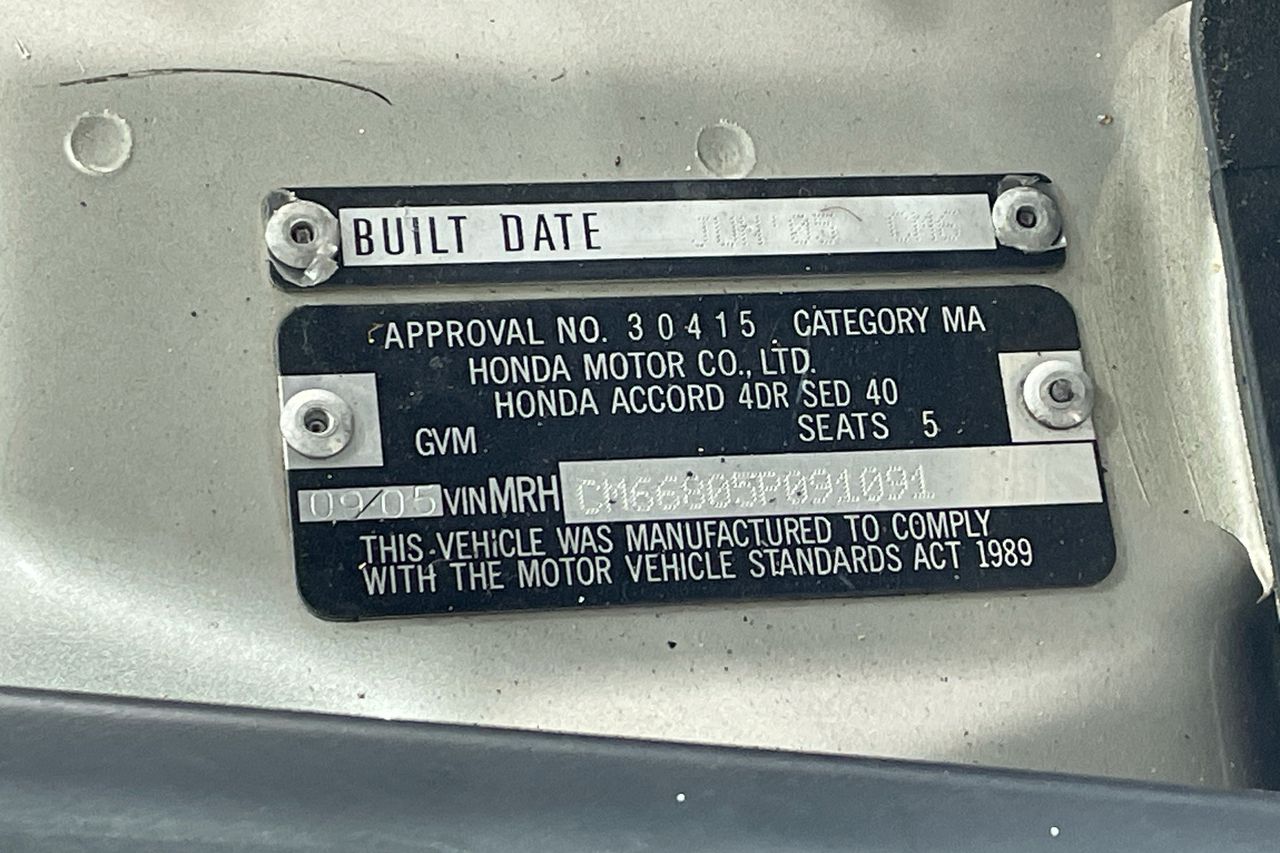 BUILT DATE JUN'05 CM6
APPROVAL NO. 30415 CATEGORY MA
HONDA MOTOR CO., LTD.
HONDA ACCORD 4DR SED 40
GVM SEATS 5
09/05 VIN MRH CM66805P091091
THIS VEHICLE WAS MANUFACTURED TO COMPLY
WITH THE MOTOR VEHICLE STANDARDS ACT 1989